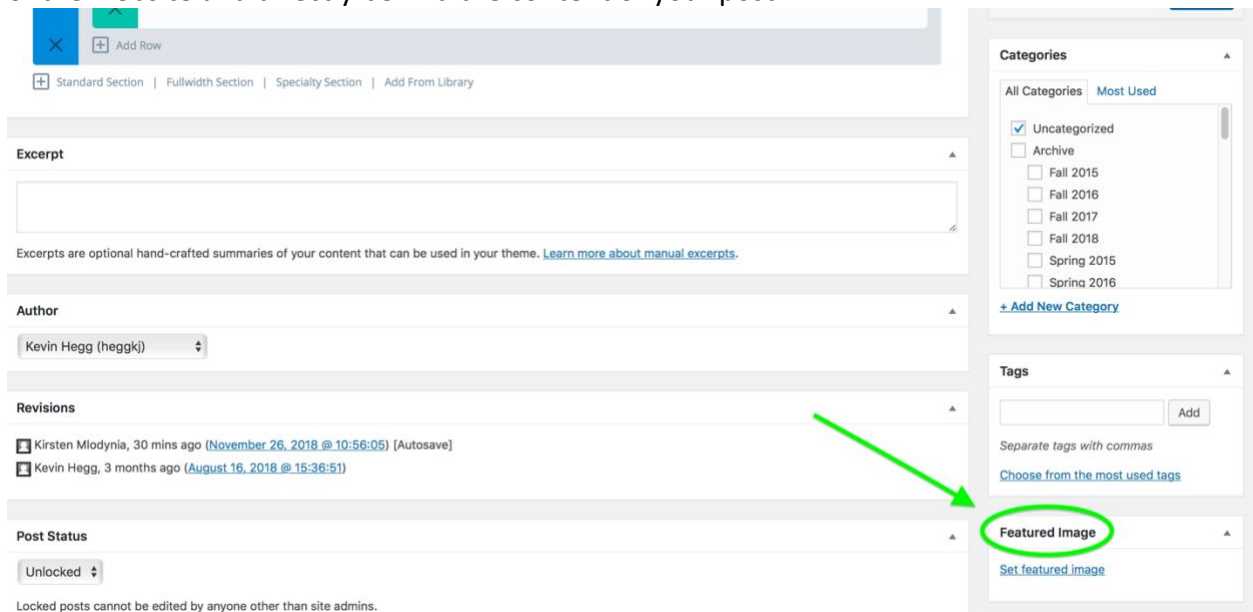 Add Row
Standard Section | Fullwidth Section | Specialty Section | Add From Library
Excerpt
Excerpts are optional hand-crafted summaries of your content that can be used in your theme. Learn more about manual excerpts.
Author
Kevin Hegg (heggkj)
Revisions
Kirsten Mlodynia, 30 mins ago (November 26, 2018 @ 10:56:05) [Autosave]
Kevin Hegg, 3 months ago (August 16, 2018 @ 15:36:51)
Post Status
Unlocked
Locked posts cannot be edited by anyone other than site admins.
Categories
All Categories Most Used
Uncategorized
Archive
Fall 2015
Fall 2016
Fall 2017
Fall 2018
Spring 2015
Spring 2016
+ Add New Category
Tags
Add
Separate tags with commas
Choose from the most used tags
Featured Image
Set featured image